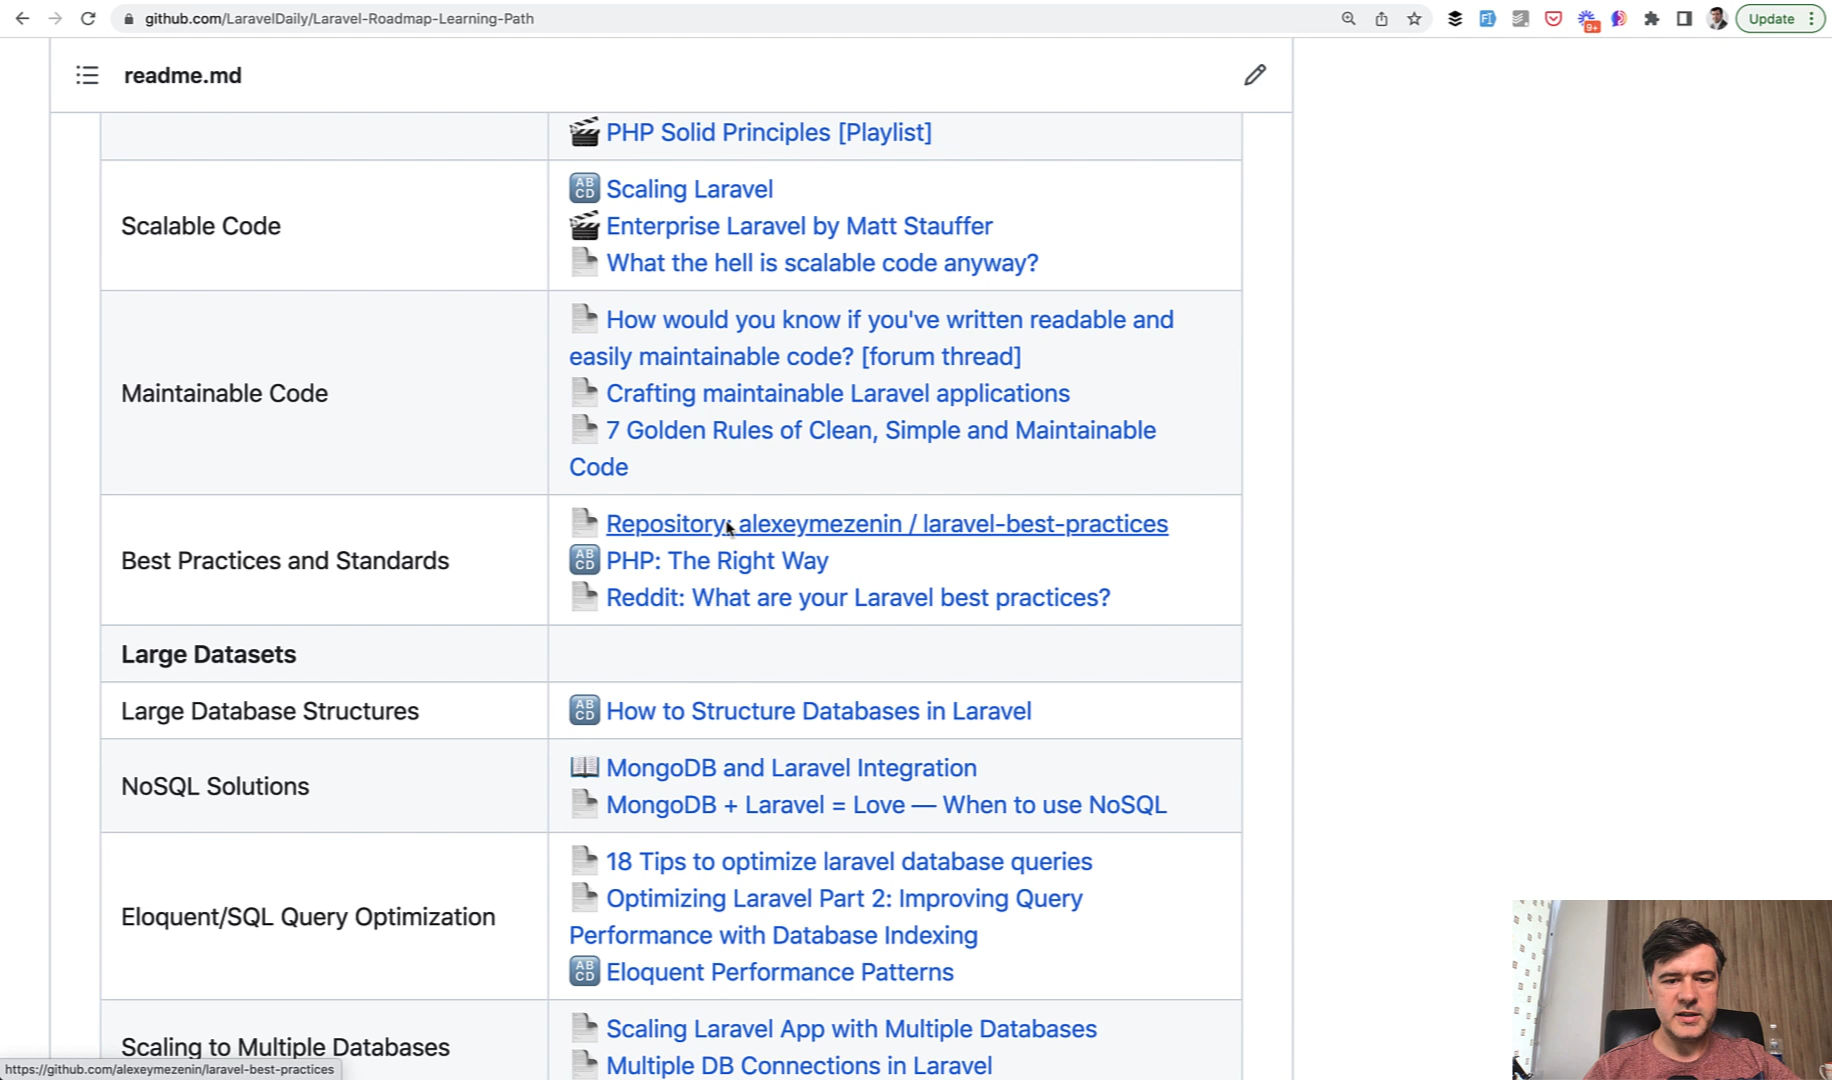 github.com/LaravelDaily/Laravel-Roadmap-Learning-Path
9+
Update
readme.md
PHP Solid Principles [Playlist]
Scalable Code
Scaling Laravel
Enterprise Laravel by Matt Stauffer
What the hell is scalable code anyway?
Maintainable Code
How would you know if you've written readable and
easily maintainable code? [forum thread]
Crafting maintainable Laravel applications
7 Golden Rules of Clean, Simple and Maintainable
Code
Best Practices and Standards
Repository: alexeymezenin / laravel-best-practices
ABCD PHP: The Right Way
Reddit: What are your Laravel best practices?
Large Datasets
Large Database Structures
ABCD How to Structure Databases in Laravel
NoSQL Solutions
MongoDB and Laravel Integration
MongoDB + Laravel = Love — When to use NoSQL
Eloquent/SQL Query Optimization
18 Tips to optimize laravel database queries
Optimizing Laravel Part 2: Improving Query
Performance with Database Indexing
ABCD Eloquent Performance Patterns
Scaling to Multiple Databases
Scaling Laravel App with Multiple Databases
Multiple DB Connections in Laravel
https://github.com/alexeymezenin/laravel-best-practices